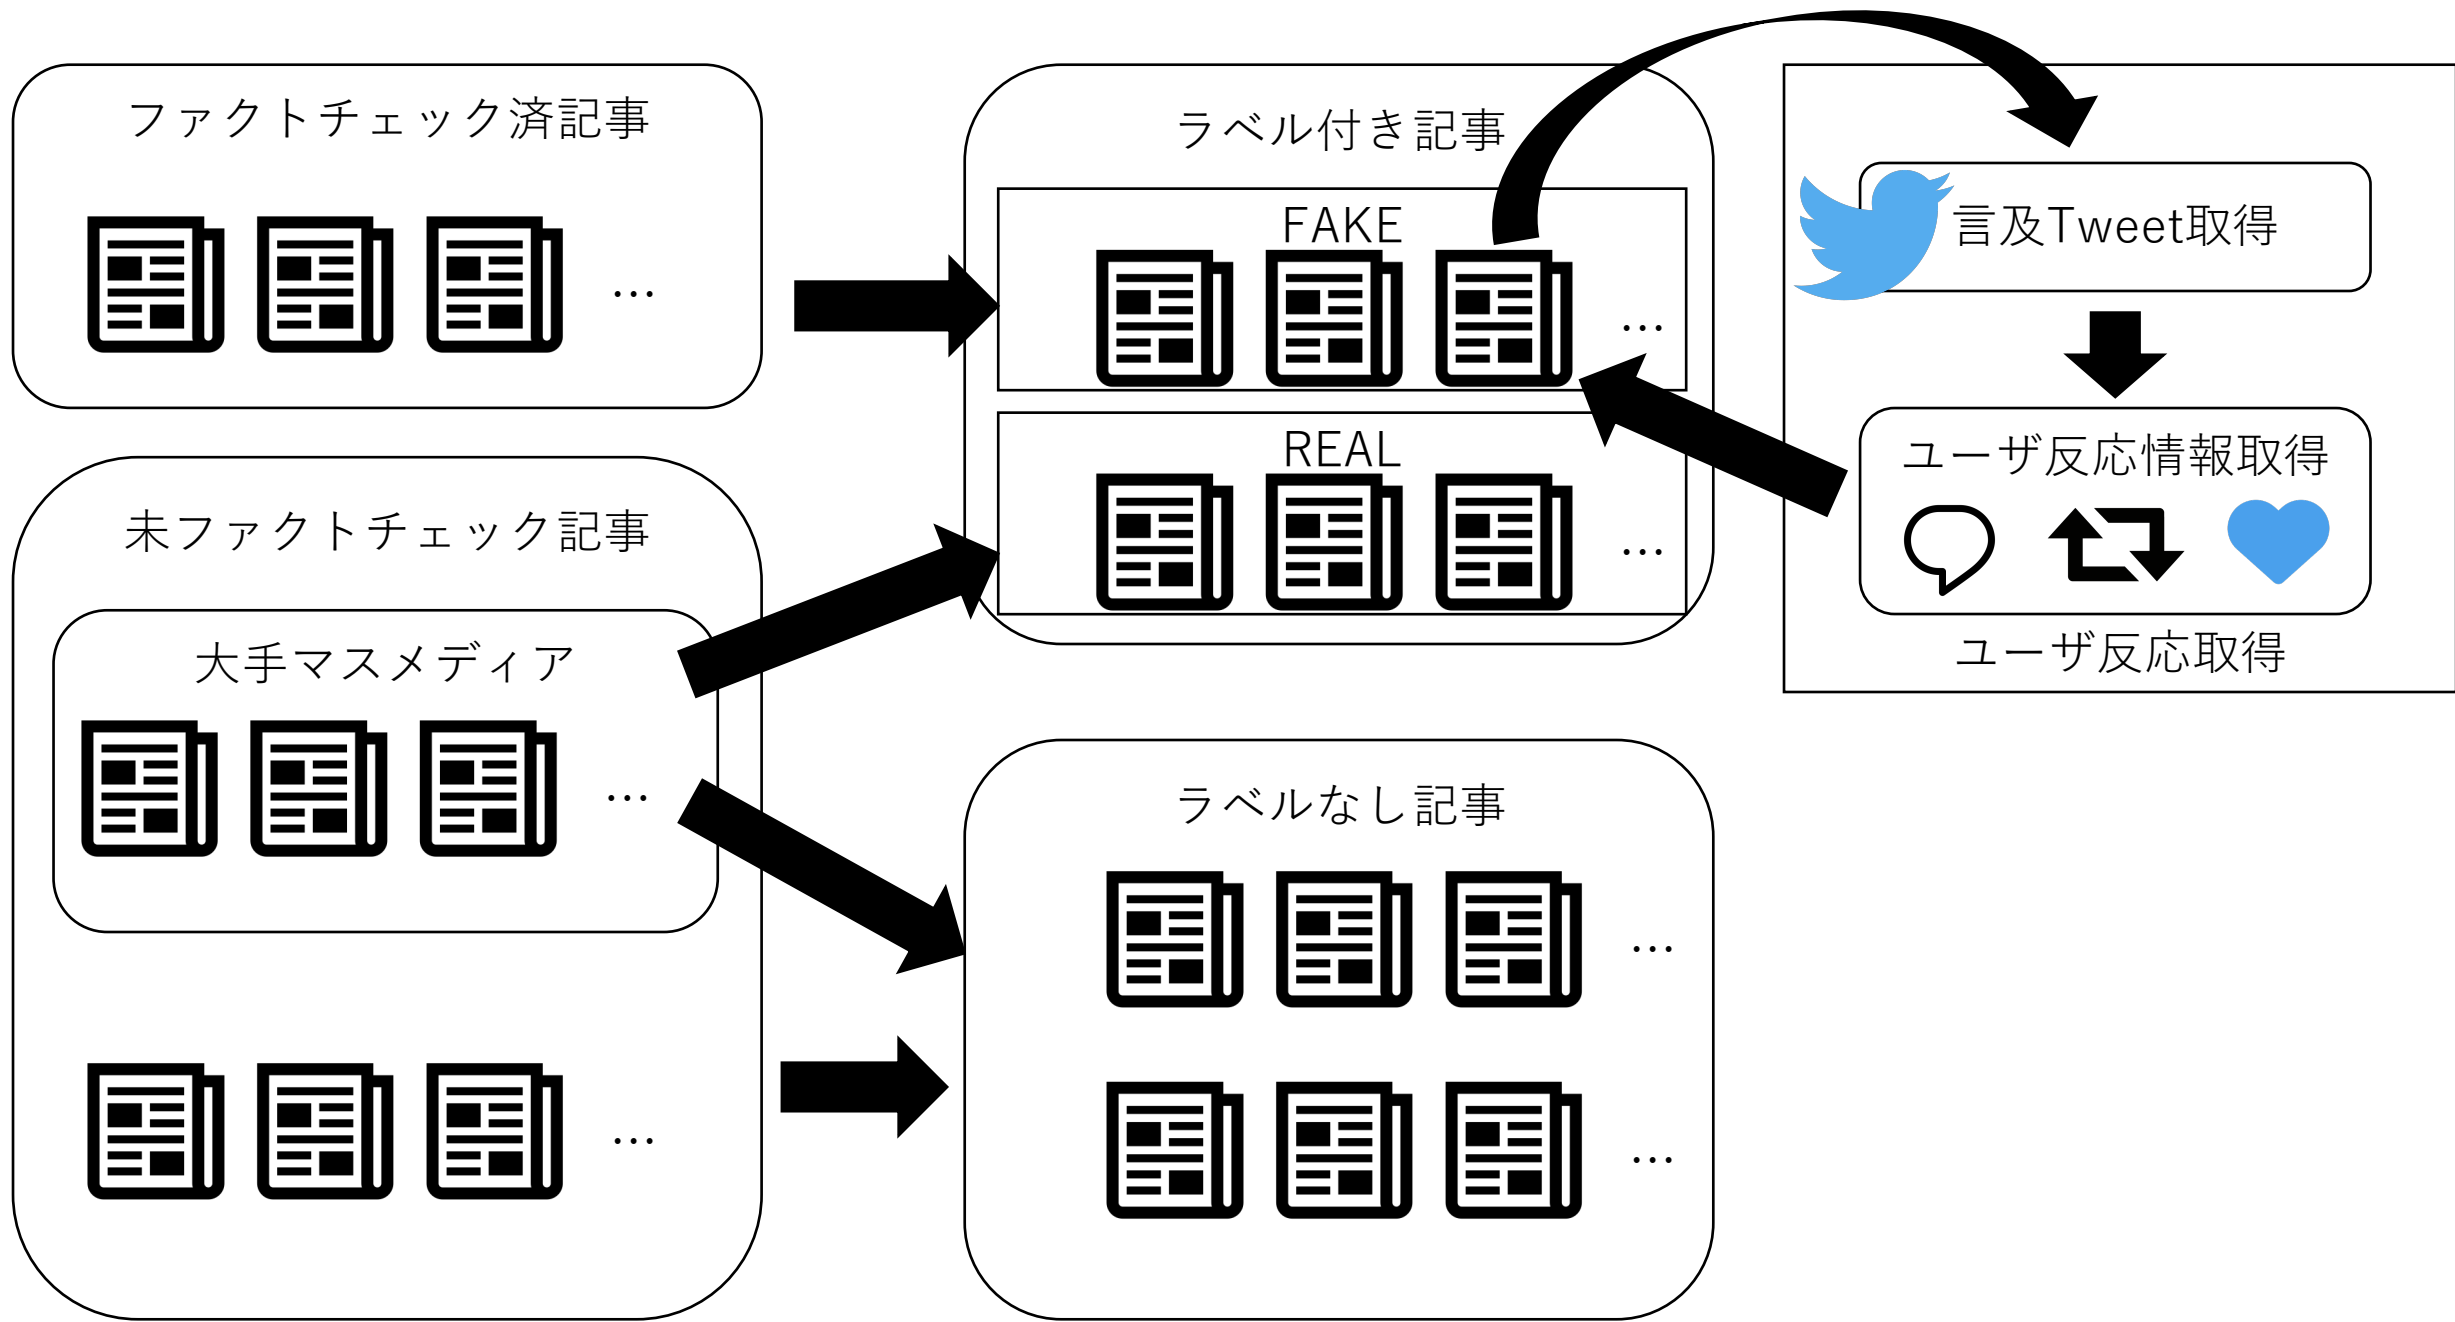 ファクトチェック済記事
…
未ファクトチェック記事
大手マスメディア
…
…
ラベル付き記事
FAKE
…
REAL
…
ラベルなし記事
…
…
言及Tweet取得
ユーザ反応情報取得
ユーザ反応取得